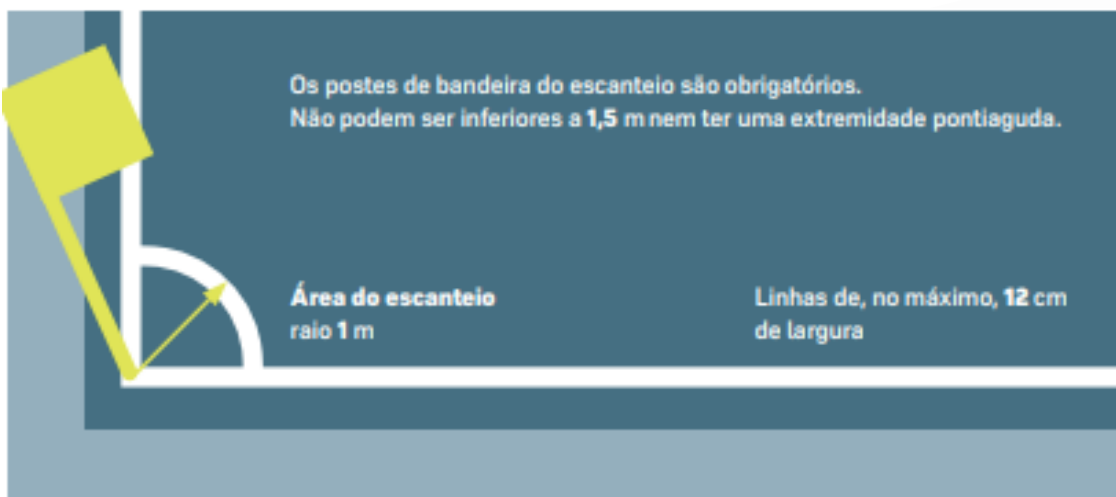 Os postes de bandeira do escanteio são obrigatórios.
Não podem ser inferiores a 1,5 m nem ter uma extremidade pontiaguda.
Área do escanteio
raio 1 m
Linhas de, no máximo, 12 cm
de largura